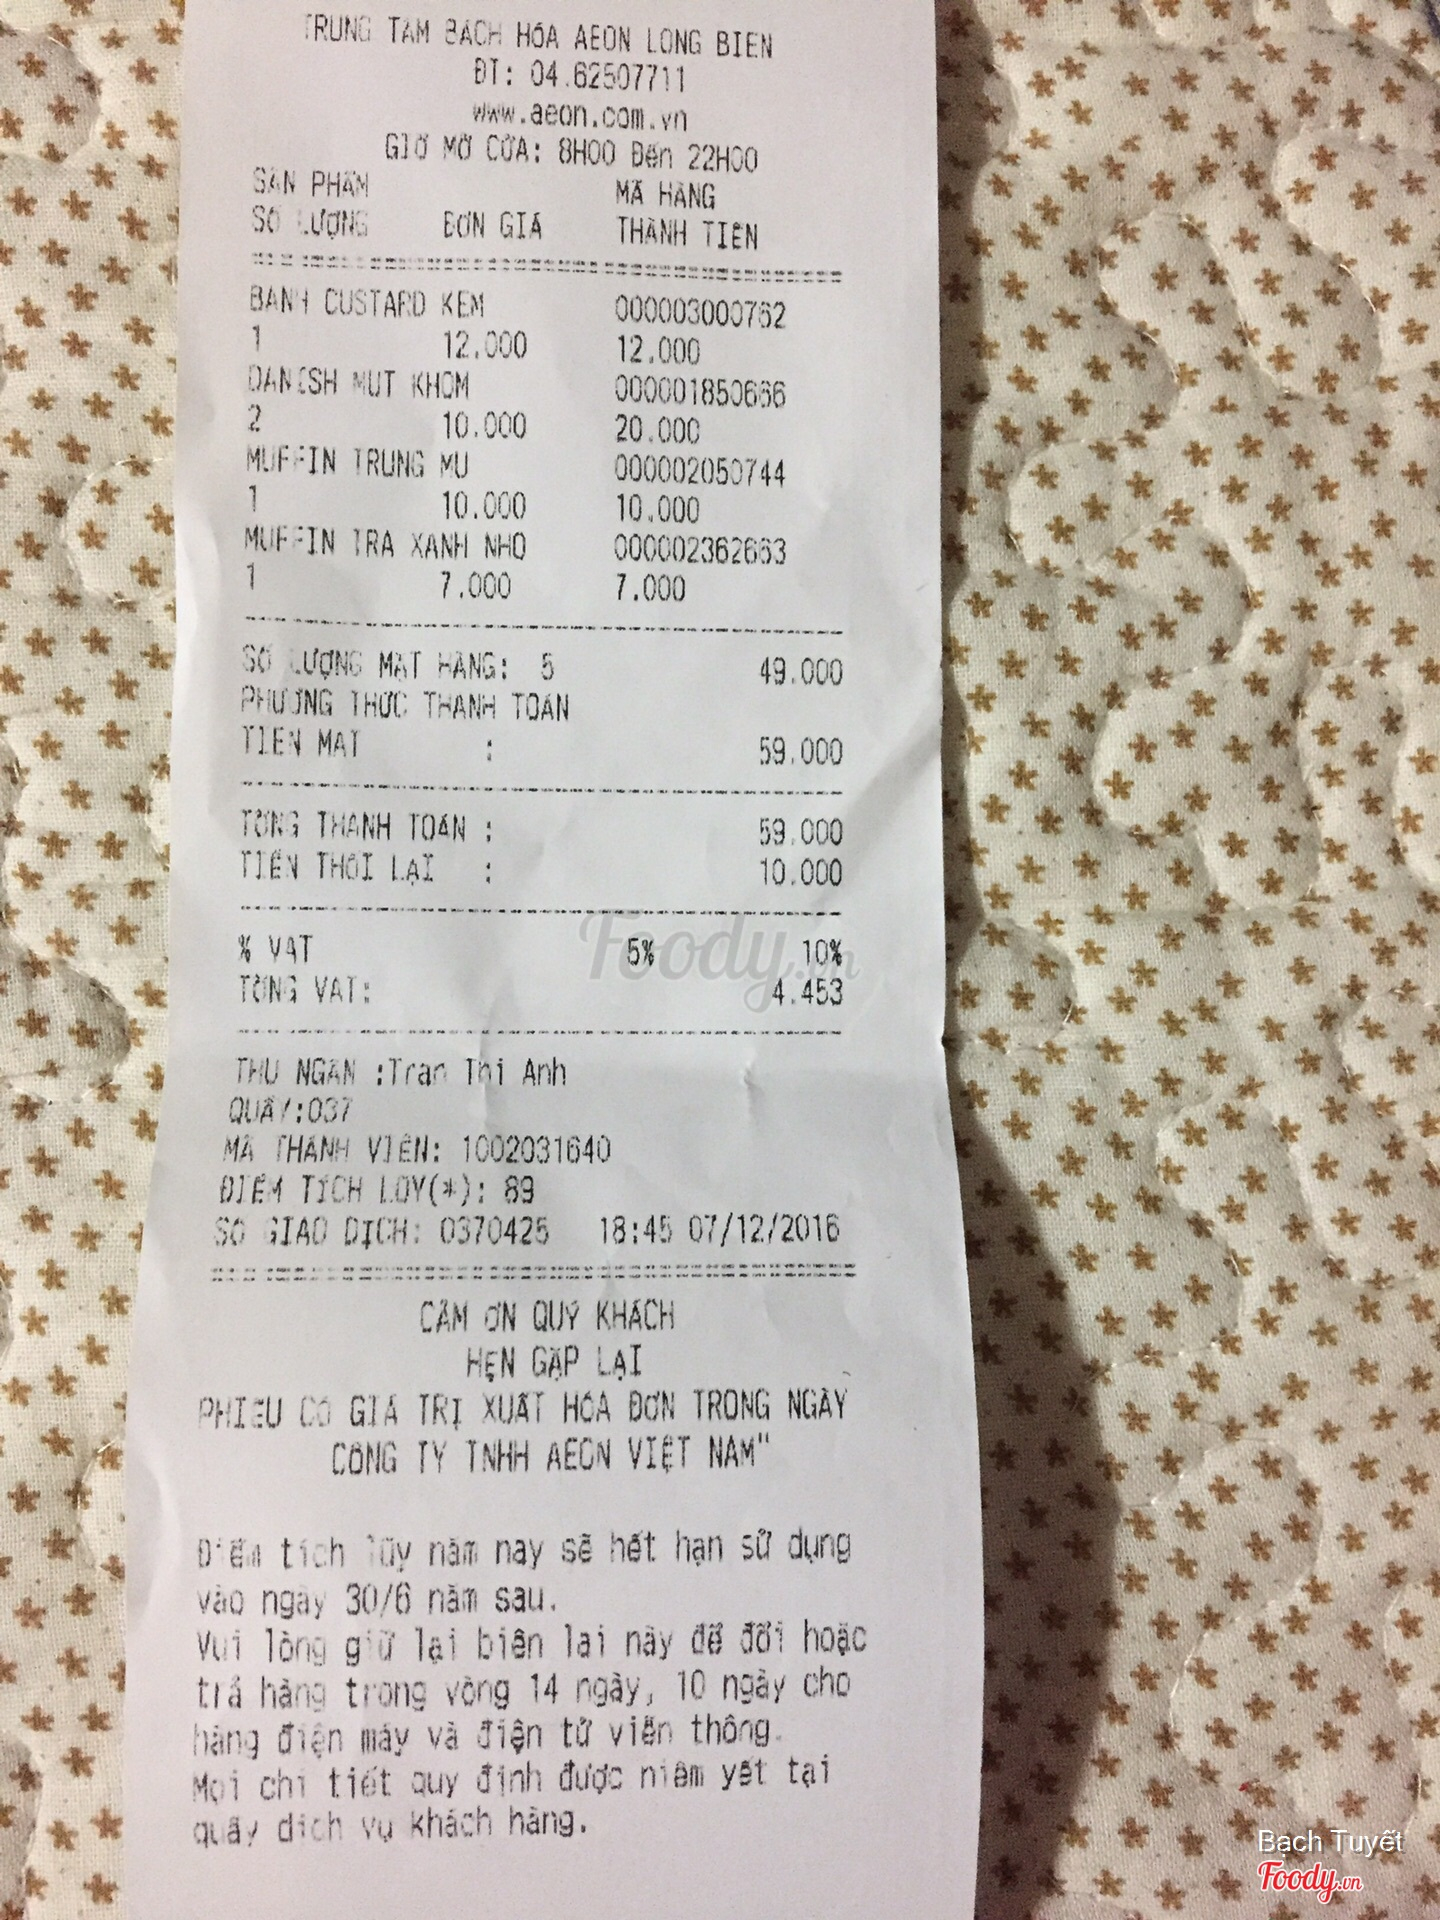 TRUNG TAM BACH HÓA AEON LONG BIEN
ĐT: 04.62507711
www.aeon.com.vn
GIỜ MỞ CỬA: 8H00 Đến 22H00
SẢN PHẨM MÃ HÀNG
SỐ LƯỢNG ĐƠN GIÁ THÀNH TIỀN
BANH CUSTARD KEM 000003000762
1 12.000 12.000
DANISH MUT KHOM 000001850666
2 10.000 20.000
MUFFIN TRUNG MU 000002050744
1 10.000 10.000
MUFFIN TRA XANH NHO 000002362663
1 7.000 7.000
SỐ LƯỢNG MẶT HÀNG: 5 49.000
PHƯƠNG THỨC THANH TOÁN
TIỀN MẶT : 59.000
TỔNG THANH TOÁN : 59.000
TIỀN THỐI LẠI : 10.000
% VAT 5% 10%
TỔNG VAT: 4.453
THU NGÂN :Tran Thi Anh
QUẦY:037
MÃ THÀNH VIÊN: 1002031640
ĐIỂM TÍCH LŨY(*): 89
SỐ GIAO DỊCH: 0370425 18:45 07/12/2016
CẢM ƠN QUÝ KHÁCH
HẸN GẶP LẠI
PHIẾU CÓ GIÁ TRỊ XUẤT HÓA ĐƠN TRONG NGÀY
CÔNG TY TNHH AEON VIỆT NAM"
Điểm tích lũy năm nay sẽ hết hạn sử dụng
vào ngày 30/6 năm sau.
Vui lòng giữ lại biên lai này để đổi hoặc
trả hàng trong vòng 14 ngày, 10 ngày cho
hàng điện máy và điện tử viễn thông.
Mọi chi tiết quy định được niêm yết tại
quầy dịch vụ khách hàng.
Foody.vn
Bạch Tuyết
Foody.vn